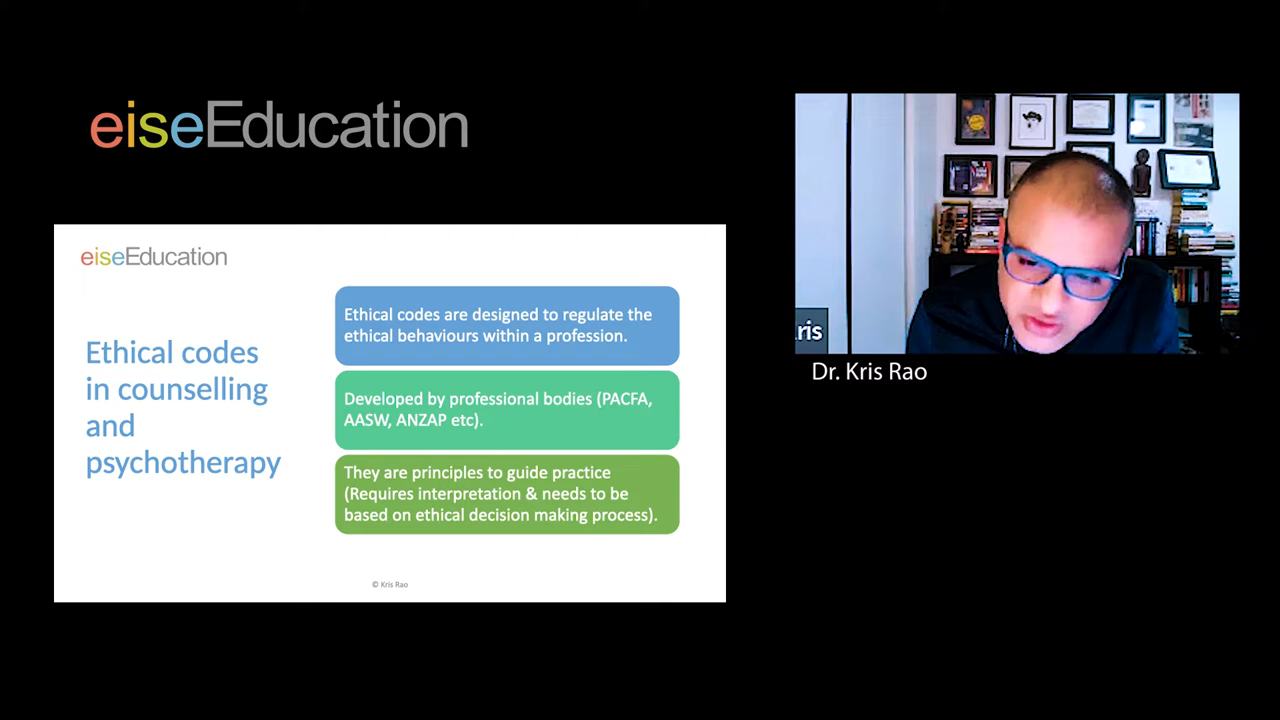 eiseEducation
eiseEducation
Ethical codes
in counselling
and
psychotherapy
Ethical codes are designed to regulate the
ethical behaviours within a profession.
Developed by professional bodies (PACFA,
AASW, ANZAP etc).
They are principles to guide practice
(Requires interpretation & needs to be
based on ethical decision making process).
© Kris Rao
ris
Dr. Kris Rao